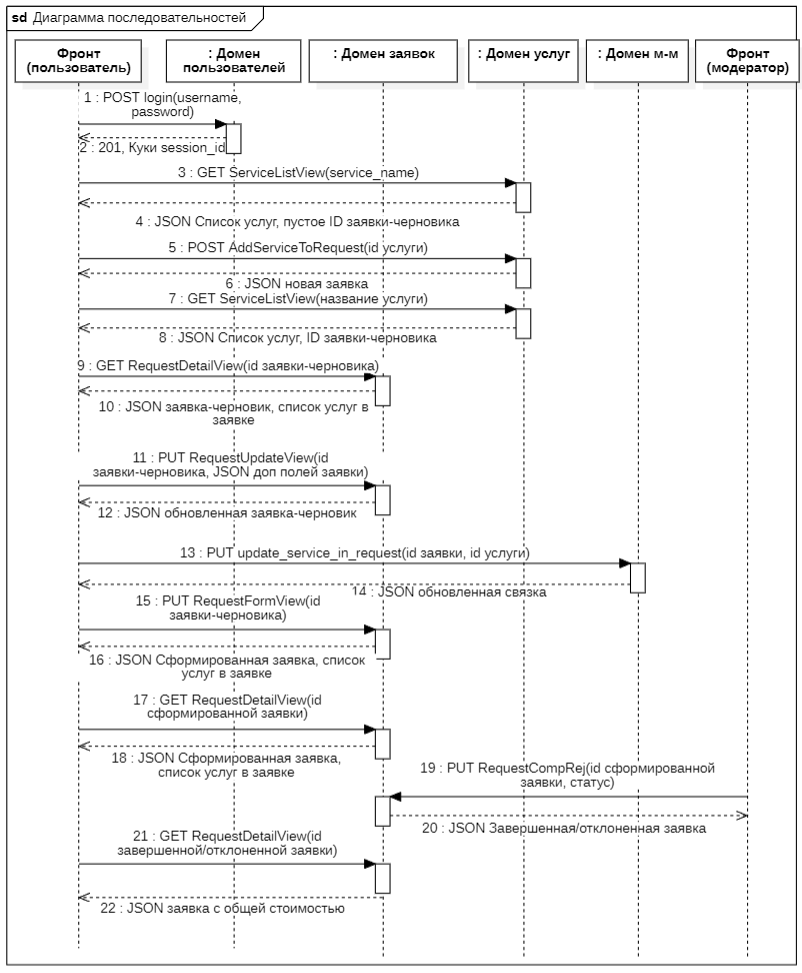 sd Диаграмма последовательностей
Фронт
(пользователь)
: Домен
пользователей
Домен заявок
: Домен услуг
: Домен м-м
Фронт
(модератор)
1 : POST login(username,
password)
2 : 201, Куки session_id
3 : GET ServiceListView(service_name)
4 : JSON Список услуг, пустое ID заявки-черновика
5 : POST AddServiceToRequest(id услуги)
6 : JSON новая заявка
7 : GET ServiceListView(название услуги)
8 : JSON Список услуг, ID заявки-черновика
9 : GET RequestDetailView(id заявки-черновика)
10 : JSON заявка-черновик, список услуг в
заявке
11 : PUT RequestUpdateView(id
заявки-черновика, JSON доп полей заявки)
12 : JSON обновленная заявка-черновик
13 : PUT update_service_in_request(id заявки, id услуги)
14 : JSON обновленная связка
15 : PUT RequestFormView(id
заявки-черновика)
16 : JSON Сформированная заявка, список
услуг в заявке
17 : GET RequestDetailView(id
сформированной заявки)
18 : JSON Сформированная заявка,
список услуг в заявке
19 : PUT RequestCompRej(id сформированной
заявки, статус)
20 : JSON Завершенная/отклоненная заявка
21 : GET RequestDetailView(id
завершенной/отклоненной заявки)
22 : JSON заявка с общей стоимостью